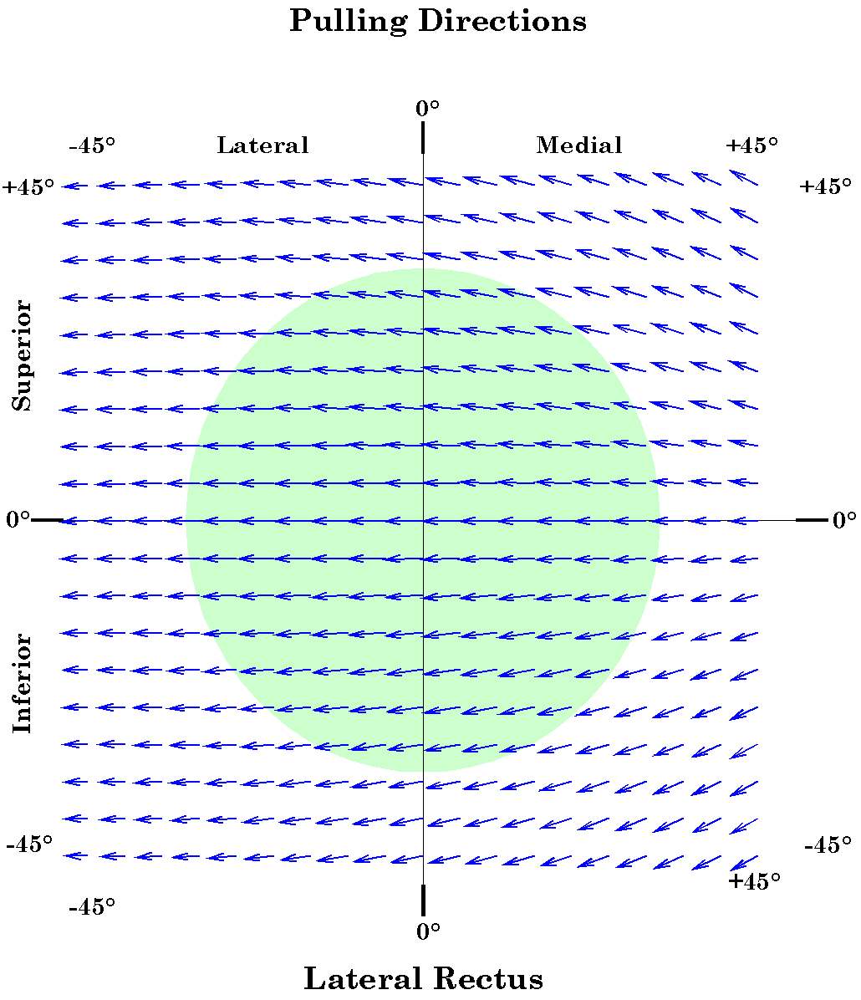 Pulling Directions
0°
-45° Lateral Medial +45°
+45° +45°
Superior
0° 0°
Inferior
-45° -45°
+45°
-45°
0°
Lateral Rectus